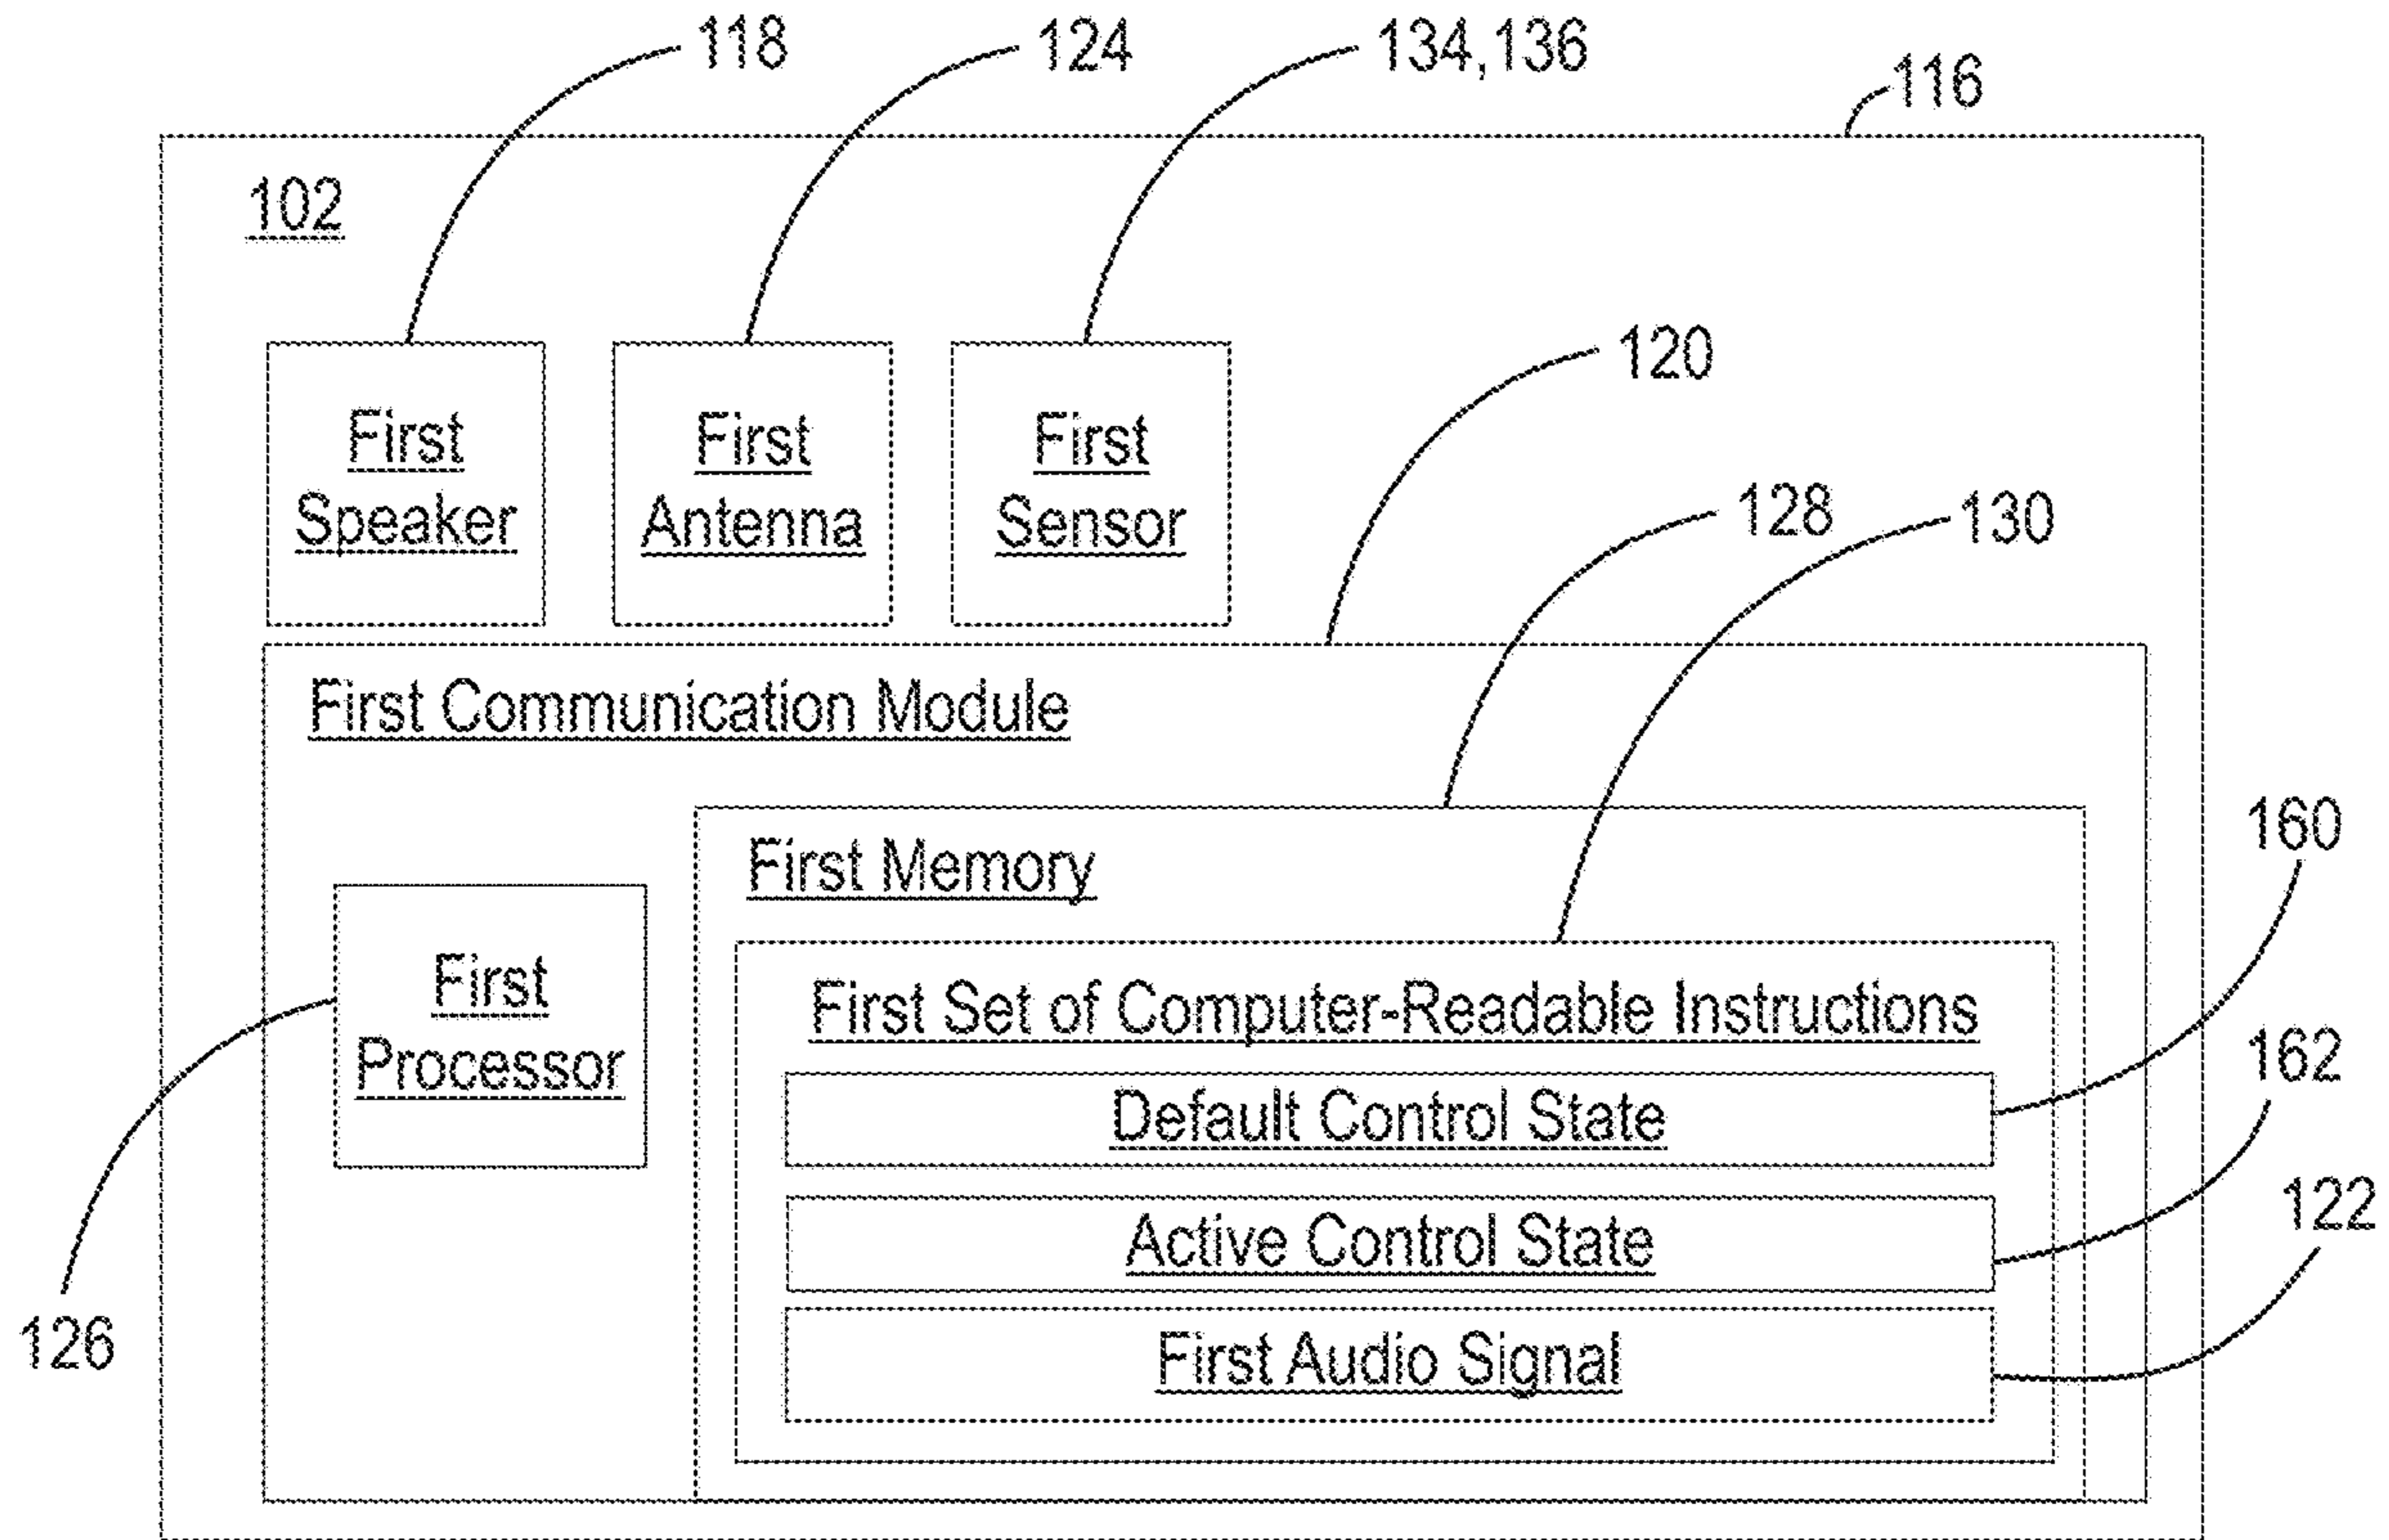 118
124
134,136
116
102
120
First
Speaker
First
Antenna
First
Sensor
128
130
First Communication Module
160
First Memory
First
Processor
First Set of Computer-Readable Instructions
162
Default Control State
122
Active Control State
126
First Audio Signal